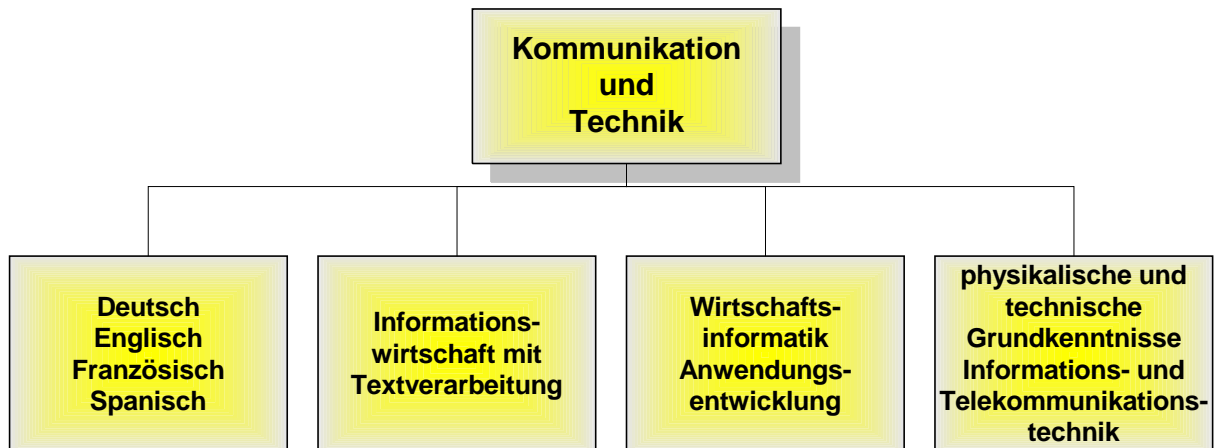 Kommunikation
und
Technik
Deutsch
Englisch
Französisch
Spanisch
Informations-
wirtschaft mit
Textverarbeitung
Wirtschafts-
informatik
Anwendungs-
entwicklung
physikalische und
technische
Grundkenntnisse
Informations- und
Telekommunikations-
technik